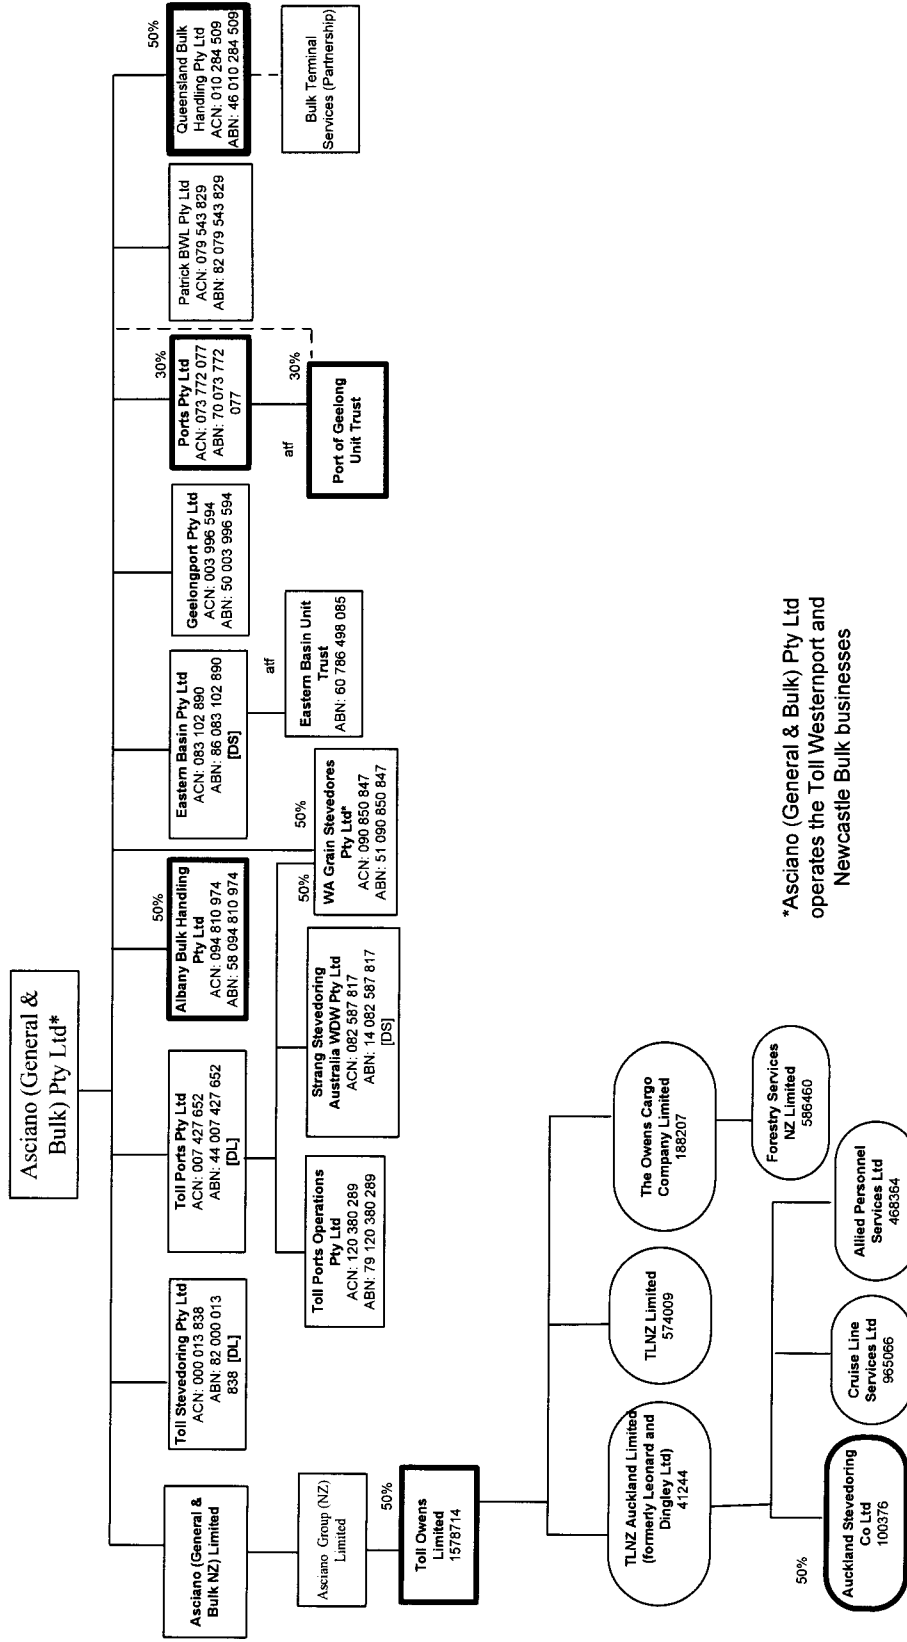 Asciano (General &
Bulk) Pty Ltd*
Asciano (General &
Bulk NZ) Limited
Toll Stevedoring Pty Ltd
ACN: 000 013 838
ABN: 82 000 013
838 [DL]
Toll Ports Pty Ltd
ACN: 007 427 652
ABN: 44 007 427 652
[DL]
50%
Albany Bulk Handling
Pty Ltd
ACN: 094 810 974
ABN: 58 094 810 974
Eastern Basin Pty Ltd
ACN: 083 102 890
ABN: 86 083 102 890
[DS]
Geelongport Pty Ltd
ACN: 003 996 594
ABN: 50 003 996 594
30%
Ports Pty Ltd
ACN: 073 772 077
ABN: 70 073 772
077
Patrick BWL Pty Ltd
ACN: 079 543 829
ABN: 82 079 543 829
50%
Queensland Bulk
Handling Pty Ltd
ACN: 010 284 509
ABN: 46 010 284 509
Asciano Group (NZ)
Limited
Toll Ports Operations
Pty Ltd
ACN: 120 380 289
ABN: 79 120 380 289
Strang Stevedoring
Australia WDW Pty Ltd
ACN: 082 587 817
ABN: 14 082 587 817
[DS]
50%
50%
WA Grain Stevedores
Pty Ltd*
ACN: 090 850 847
ABN: 51 090 850 847
atf
Eastern Basin Unit
Trust
ABN: 60 786 498 085
atf
30%
Port of Geelong
Unit Trust
Bulk Terminal
Services (Partnership)
50%
Toll Owens
Limited
1578714
TLNZ Auckland Limited
(formerly Leonard and
Dingley Ltd)
41244
TLNZ Limited
574009
The Owens Cargo
Company Limited
188207
Forestry Services
NZ Limited
586460
50%
Auckland Stevedoring
Co Ltd
100376
Cruise Line
Services Ltd
965066
Allied Personnel
Services Ltd
468364
*Asciano (General & Bulk) Pty Ltd
operates the Toll Westernport and
Newcastle Bulk businesses